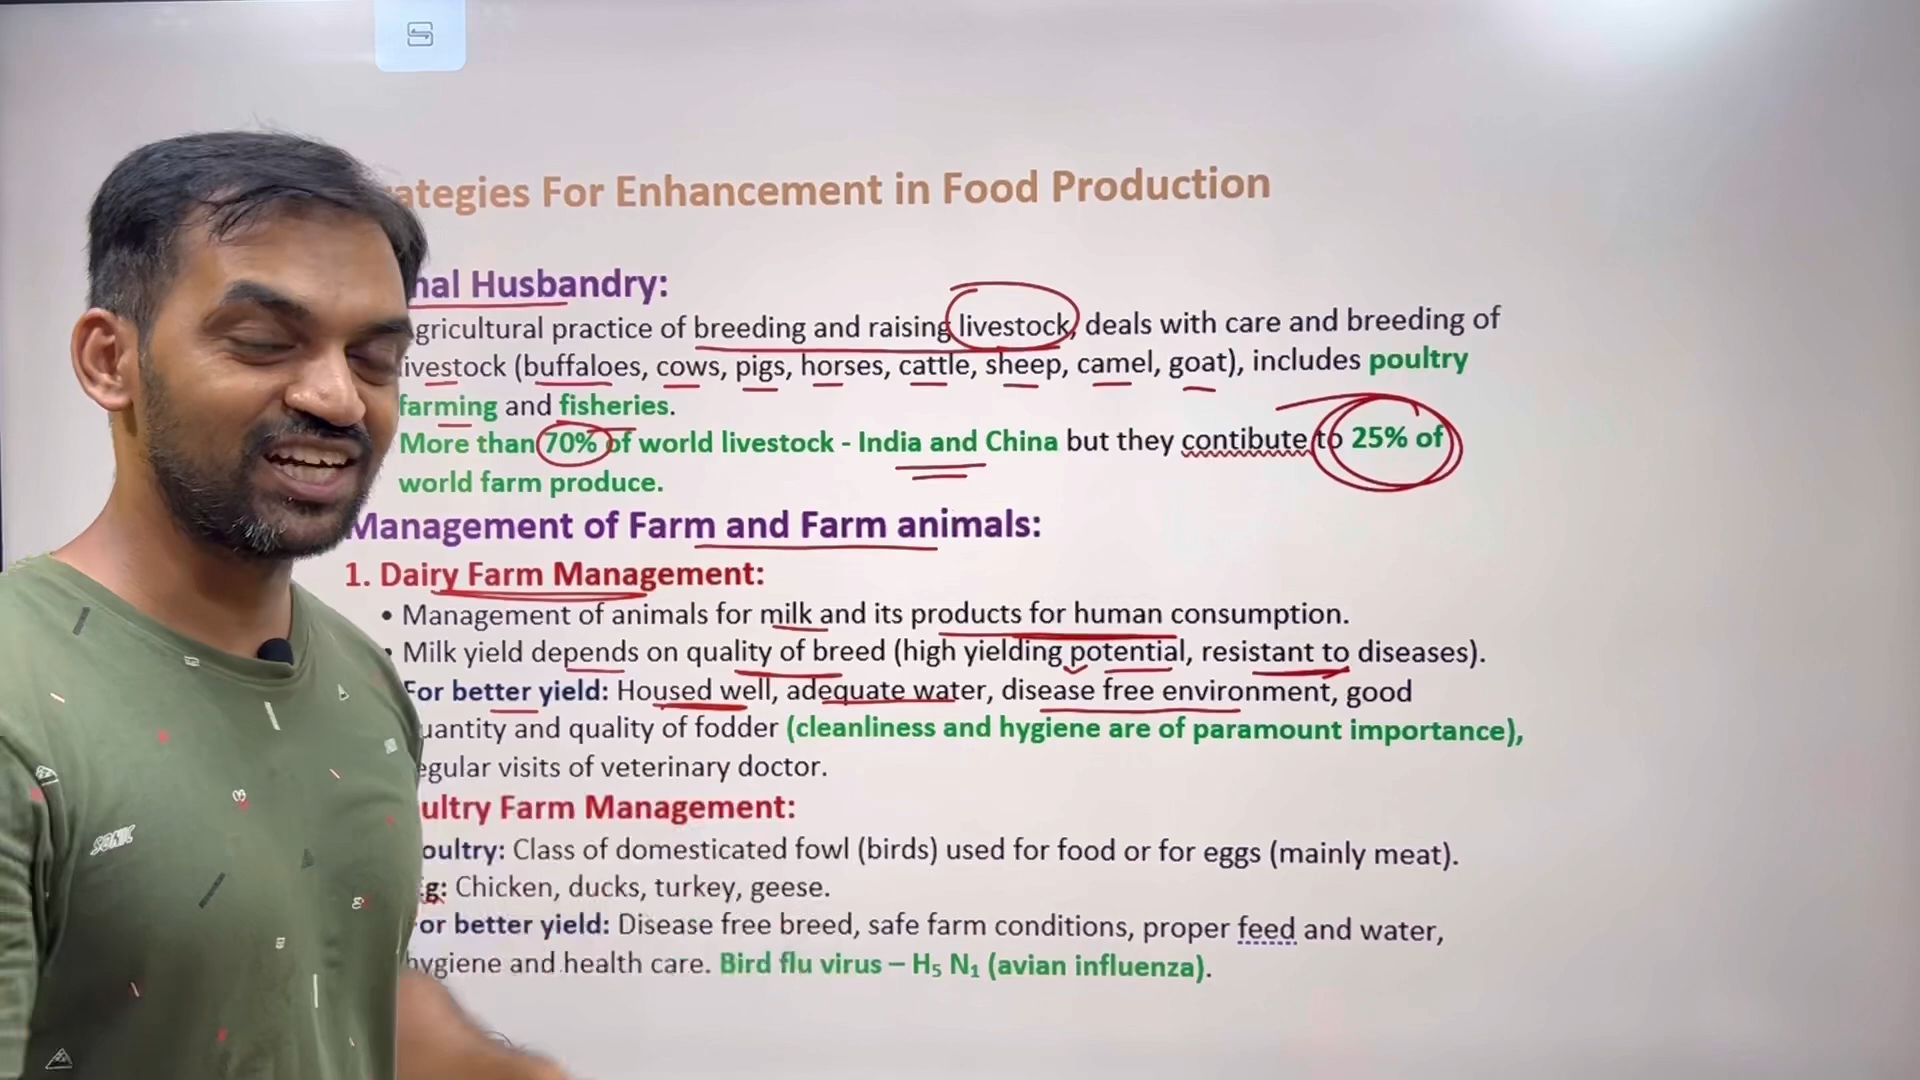 ategies For Enhancement in Food Production
nal Husbandry:
gricultural practice of breeding and raising livestock, deals with care and breeding of
ivestock (buffaloes, cows, pigs, horses, cattle, sheep, camel, goat), includes poultry
farming and fisheries.
More than 70% of world livestock - India and China but they contibute to 25% of
world farm produce.
Management of Farm and Farm animals:
1. Dairy Farm Management:
• Management of animals for milk and its products for human consumption.
• Milk yield depends on quality of breed (high yielding potential, resistant to diseases).
For better yield: Housed well, adequate water, disease free environment, good
uantity and quality of fodder (cleanliness and hygiene are of paramount importance),
egular visits of veterinary doctor.
ultry Farm Management:
oultry: Class of domesticated fowl (birds) used for food or for eggs (mainly meat).
g: Chicken, ducks, turkey, geese.
or better yield: Disease free breed, safe farm conditions, proper feed and water,
hygiene and health care. Bird flu virus – H₅ N₁ (avian influenza).
SONIC